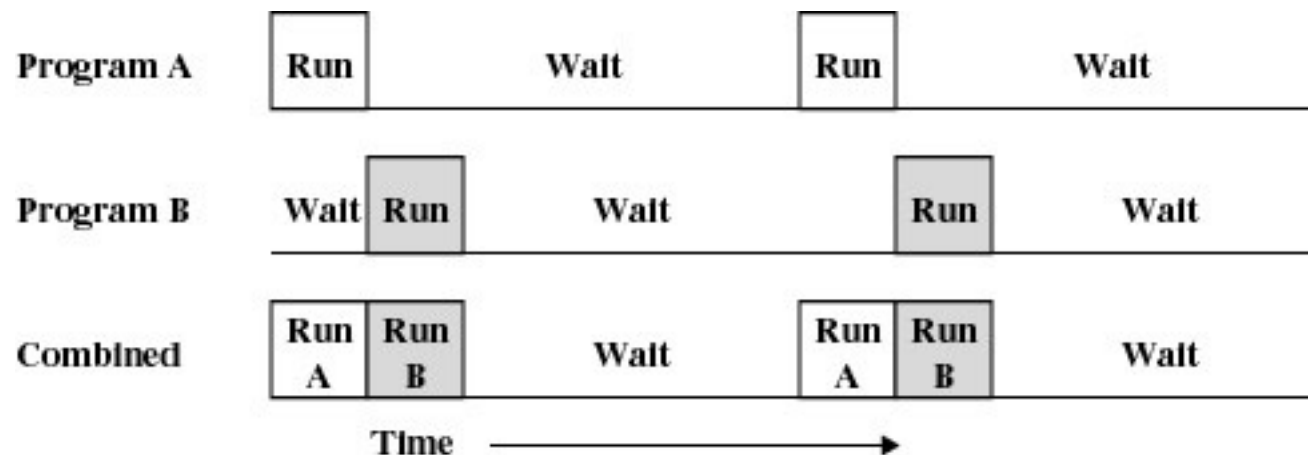 Program A Run Wait Run Wait
Program B Wait Run Wait Run Wait
Combined Run A Run B Wait Run A Run B Wait
Time